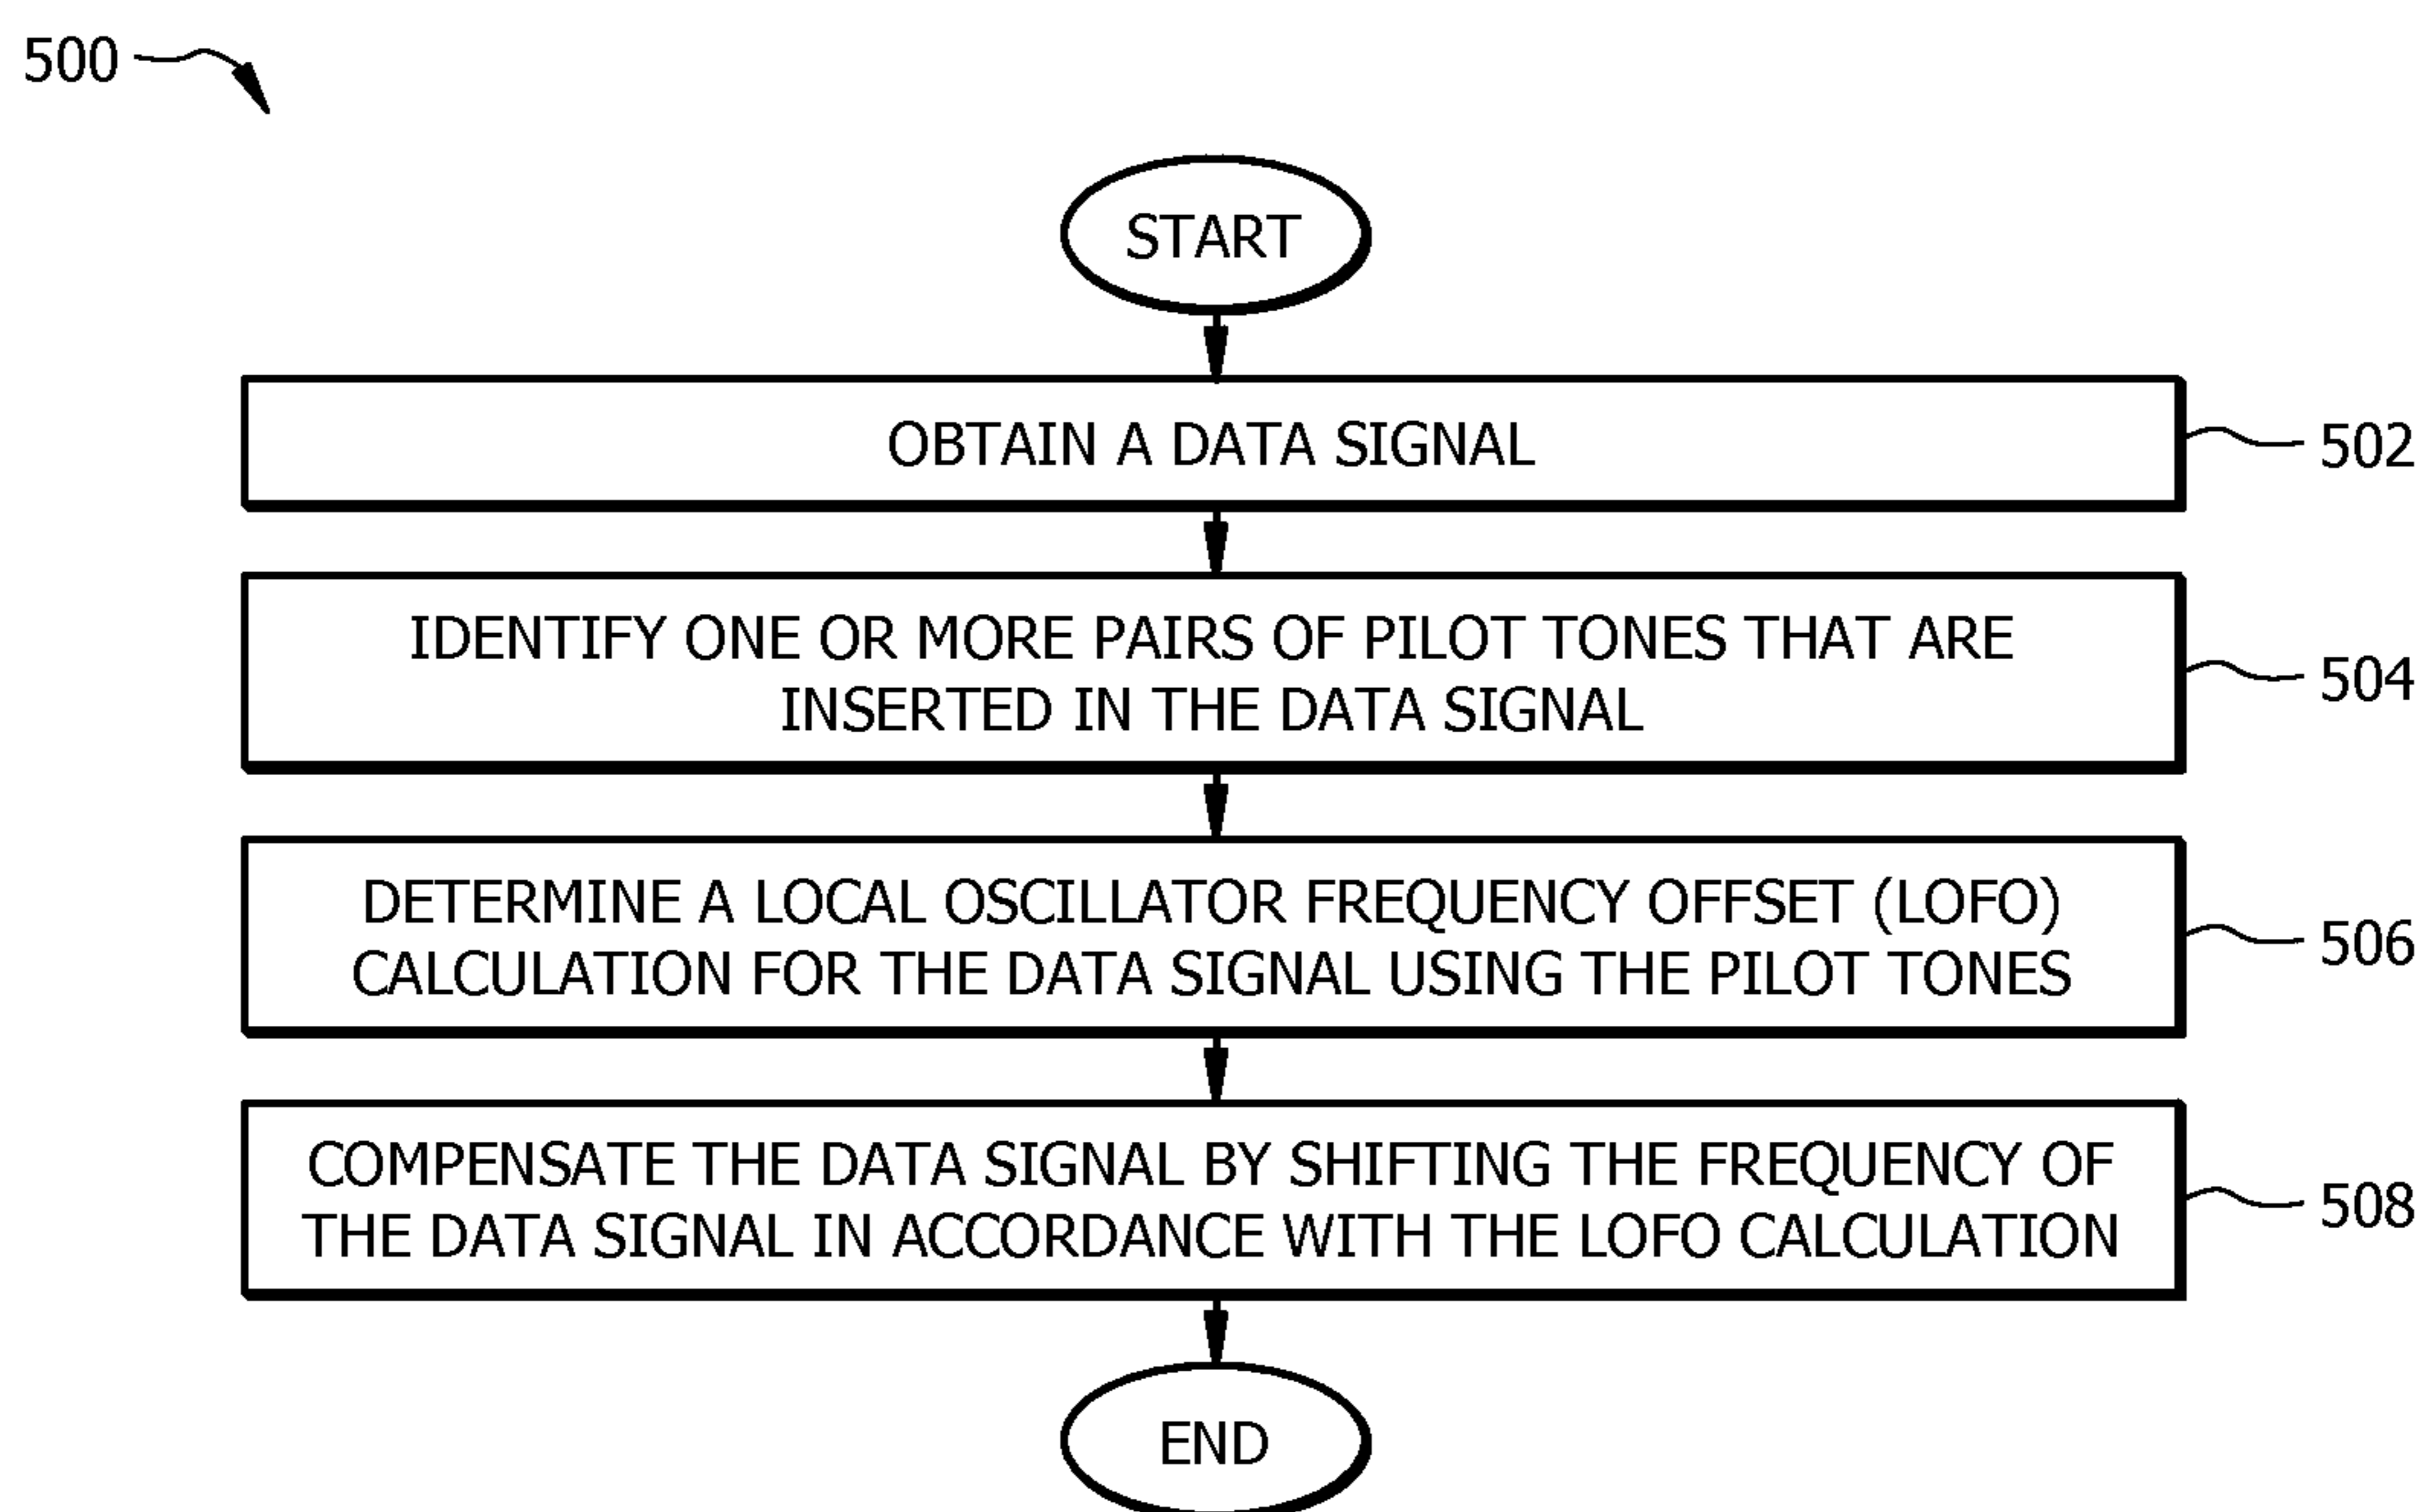 500
START
OBTAIN A DATA SIGNAL
502
IDENTIFY ONE OR MORE PAIRS OF PILOT TONES THAT ARE
INSERTED IN THE DATA SIGNAL
504
DETERMINE A LOCAL OSCILLATOR FREQUENCY OFFSET (LOFO)
CALCULATION FOR THE DATA SIGNAL USING THE PILOT TONES
506
COMPENSATE THE DATA SIGNAL BY SHIFTING THE FREQUENCY OF
THE DATA SIGNAL IN ACCORDANCE WITH THE LOFO CALCULATION
508
END